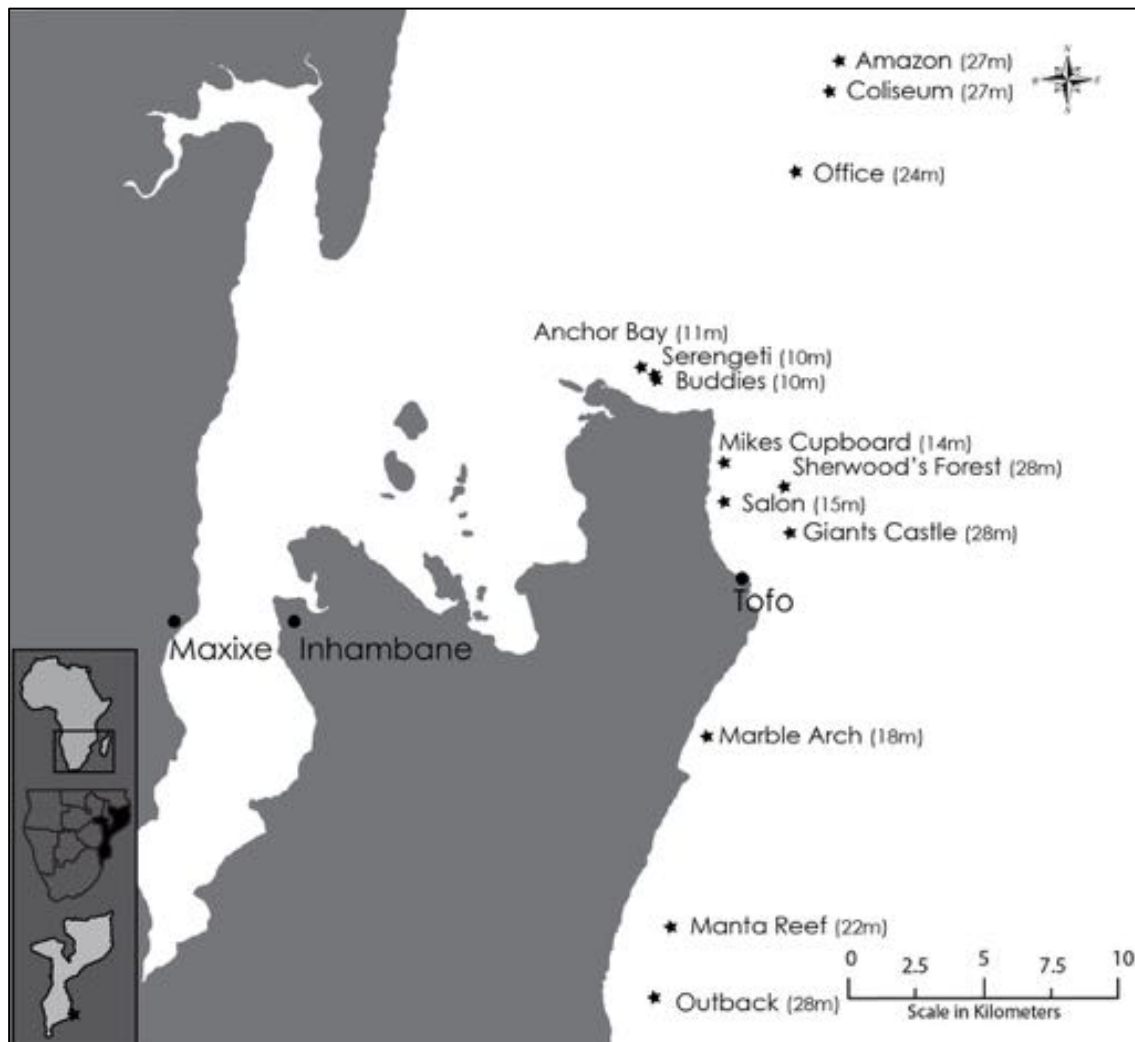 N
W E
Amazon (27m)
Coliseum (27m)
Office (24m)
Anchor Bay (11m)
Serengeti (10m)
Buddies (10m)
Mikes Cupboard (14m)
Sherwood's Forest (28m)
Salon (15m)
Giants Castle (28m)
Tofo
Maxixe
Inhambane
Marble Arch (18m)
Manta Reef (22m)
Outback (28m)
0 2.5 5 7.5 10
Scale in Kilometers